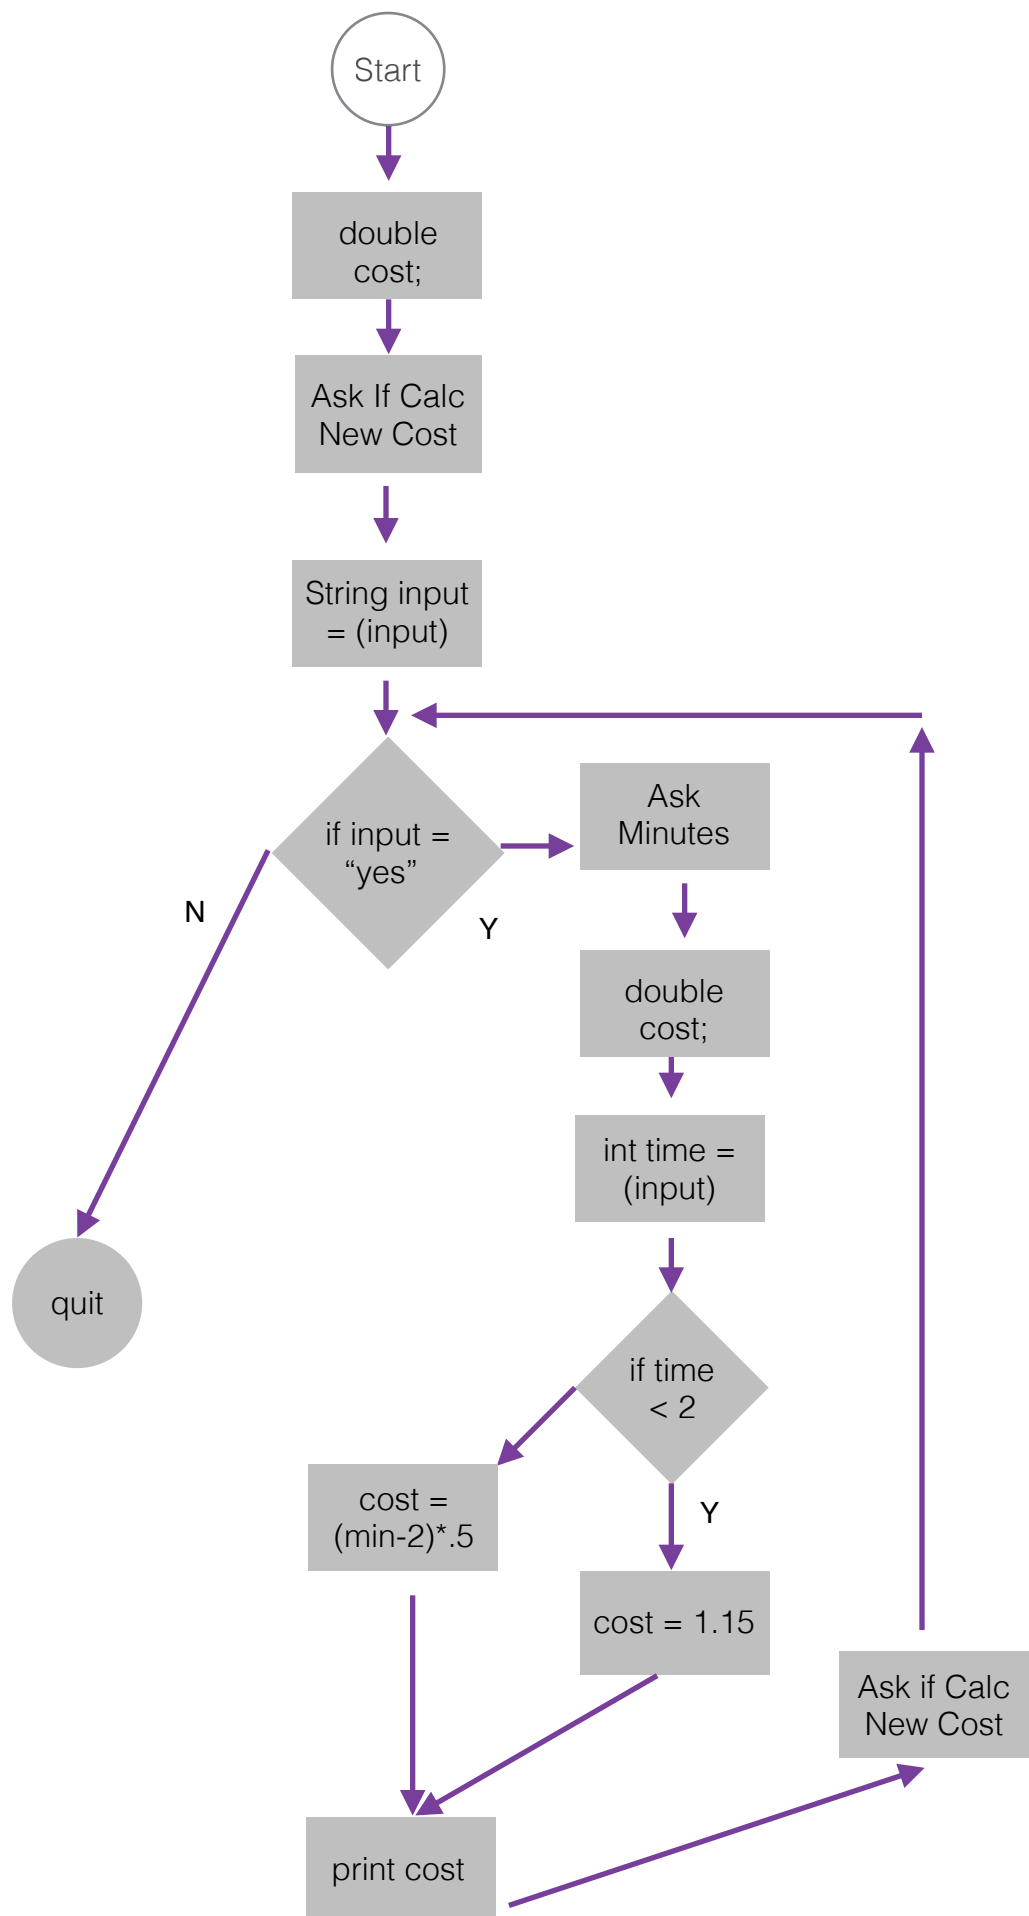 Start
double
cost;
Ask If Calc
New Cost
String input
= (input)
if input =
“yes”
N
Y
Ask
Minutes
double
cost;
int time =
(input)
quit
if time
< 2
cost =
(min-2)*.5
Y
cost = 1.15
Ask if Calc
New Cost
print cost